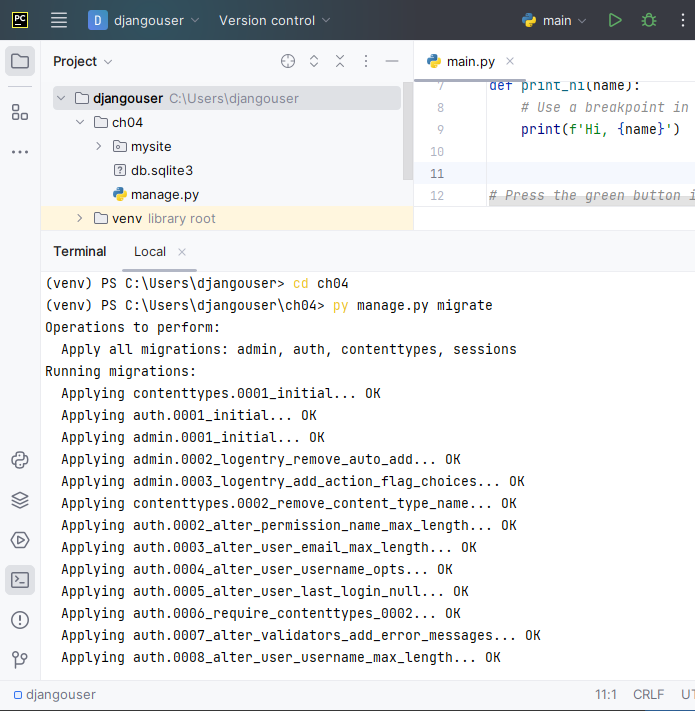 PC D djangouser Version control main
Project
main.py
djangouser C:\Users\djangouser
ch04
mysite
db.sqlite3
manage.py
venv library root
7 def print_hi(name):
8 # Use a breakpoint in
9 print(f'Hi, {name}')
10
11
12 # Press the green button i
Terminal Local
(venv) PS C:\Users\djangouser> cd ch04
(venv) PS C:\Users\djangouser\ch04> py manage.py migrate
Operations to perform:
Apply all migrations: admin, auth, contenttypes, sessions
Running migrations:
Applying contenttypes.0001_initial... OK
Applying auth.0001_initial... OK
Applying admin.0001_initial... OK
Applying admin.0002_logentry_remove_auto_add... OK
Applying admin.0003_logentry_add_action_flag_choices... OK
Applying contenttypes.0002_remove_content_type_name... OK
Applying auth.0002_alter_permission_name_max_length... OK
Applying auth.0003_alter_user_email_max_length... OK
Applying auth.0004_alter_user_username_opts... OK
Applying auth.0005_alter_user_last_login_null... OK
Applying auth.0006_require_contenttypes_0002... OK
Applying auth.0007_alter_validators_add_error_messages... OK
Applying auth.0008_alter_user_username_max_length... OK
djangouser 11:1 CRLF UT